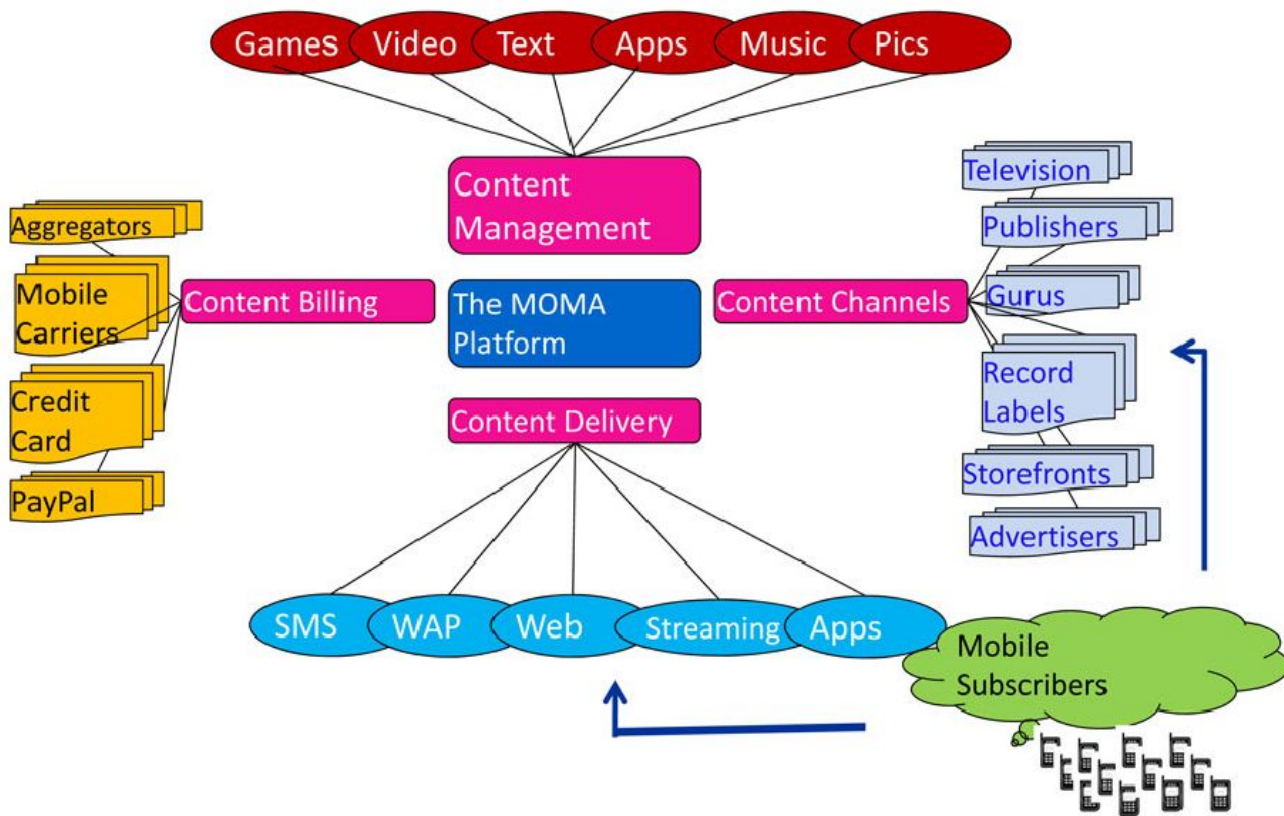 Games
Video
Text
Apps
Music
Pics
Content
Management
Television
Publishers
Gurus
Record
Labels
Storefronts
Advertisers
Aggregators
Mobile
Carriers
Credit
Card
PayPal
Content Billing
The MOMA
Platform
Content Channels
Content Delivery
SMS
WAP
Web
Streaming
Apps
Mobile
Subscribers